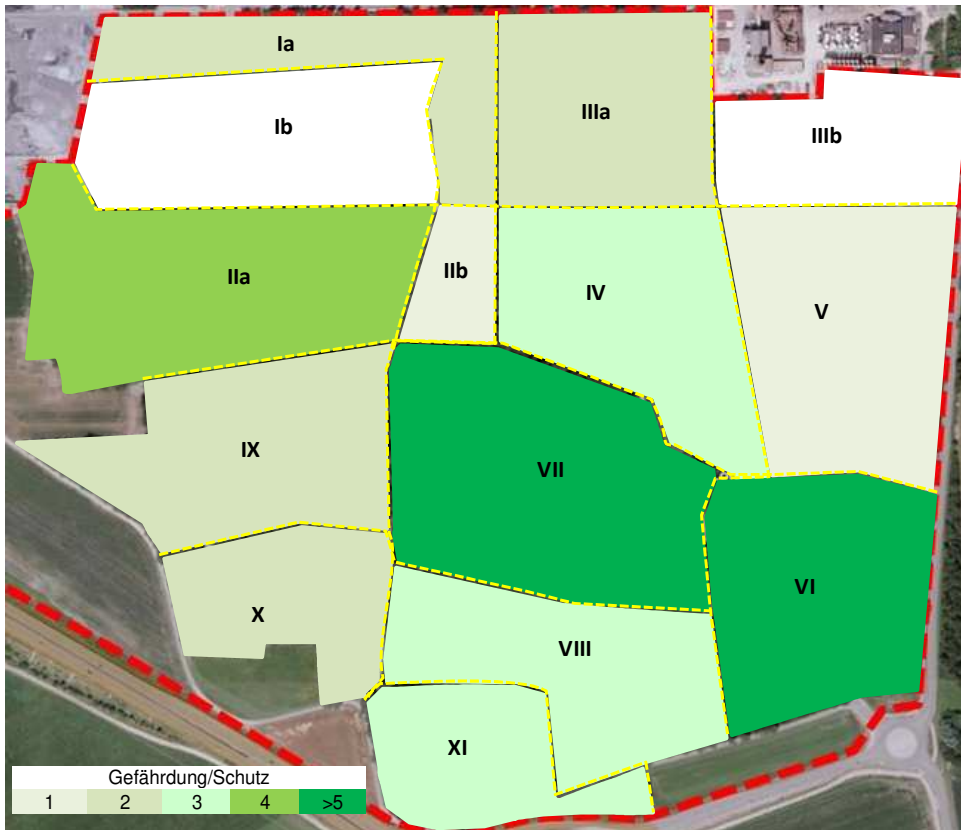 Ia
Ib
IIIa
IIIb
IIa
IIb
IV
V
IX
VII
VI
X
VIII
XI
Gefährdung/Schutz
1 2 3 4 >5